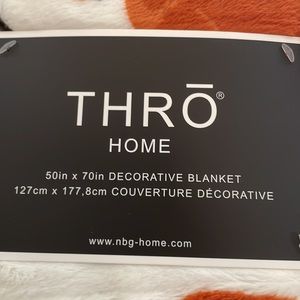 THRŌ®
HOME
50in x 70in DECORATIVE BLANKET
127cm x 177,8cm COUVERTURE DÉCORATIVE
www.nbg-home.com